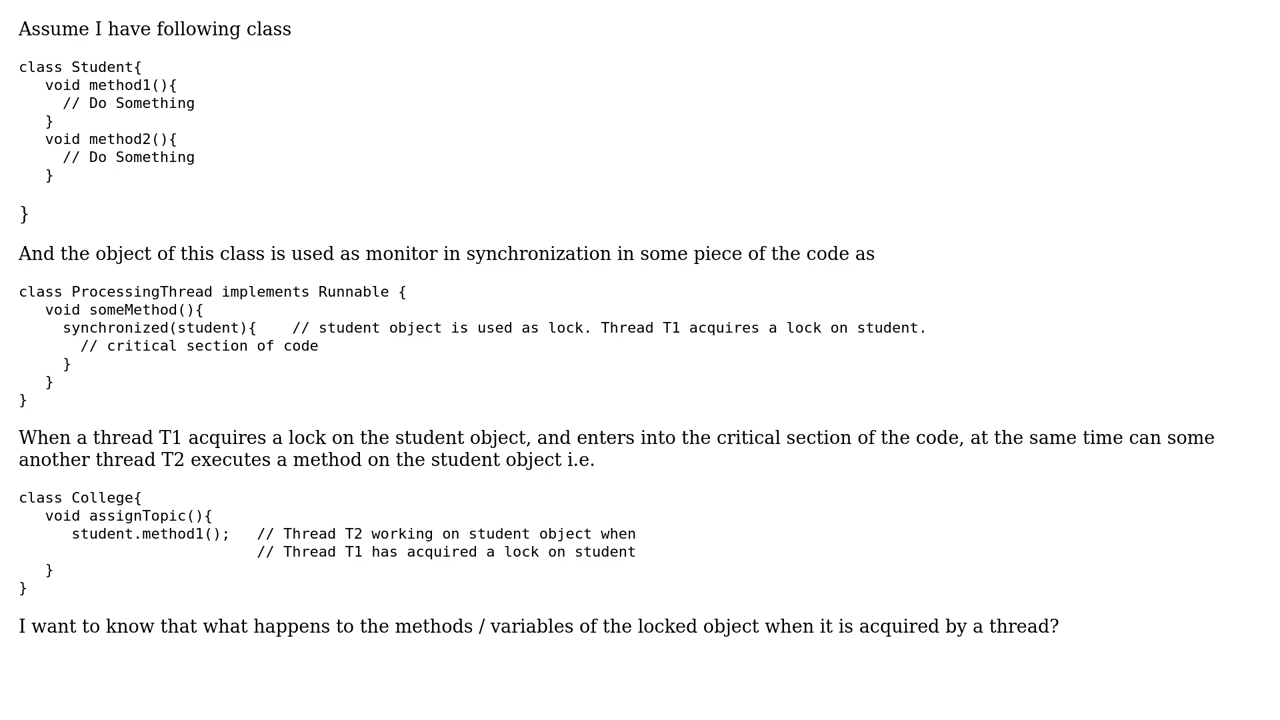 Assume I have following class
class Student{
   void method1(){
     // Do Something
   }
   void method2(){
     // Do Something
   }
}
And the object of this class is used as monitor in synchronization in some piece of the code as
class ProcessingThread implements Runnable {
   void someMethod(){
     synchronized(student){    // student object is used as lock. Thread T1 acquires a lock on student.
       // critical section of code
     }
   }
}
When a thread T1 acquires a lock on the student object, and enters into the critical section of the code, at the same time can some
another thread T2 executes a method on the student object i.e.
class College{
   void assignTopic(){
      student.method1();   // Thread T2 working on student object when
                           // Thread T1 has acquired a lock on student
   }
}
I want to know that what happens to the methods / variables of the locked object when it is acquired by a thread?